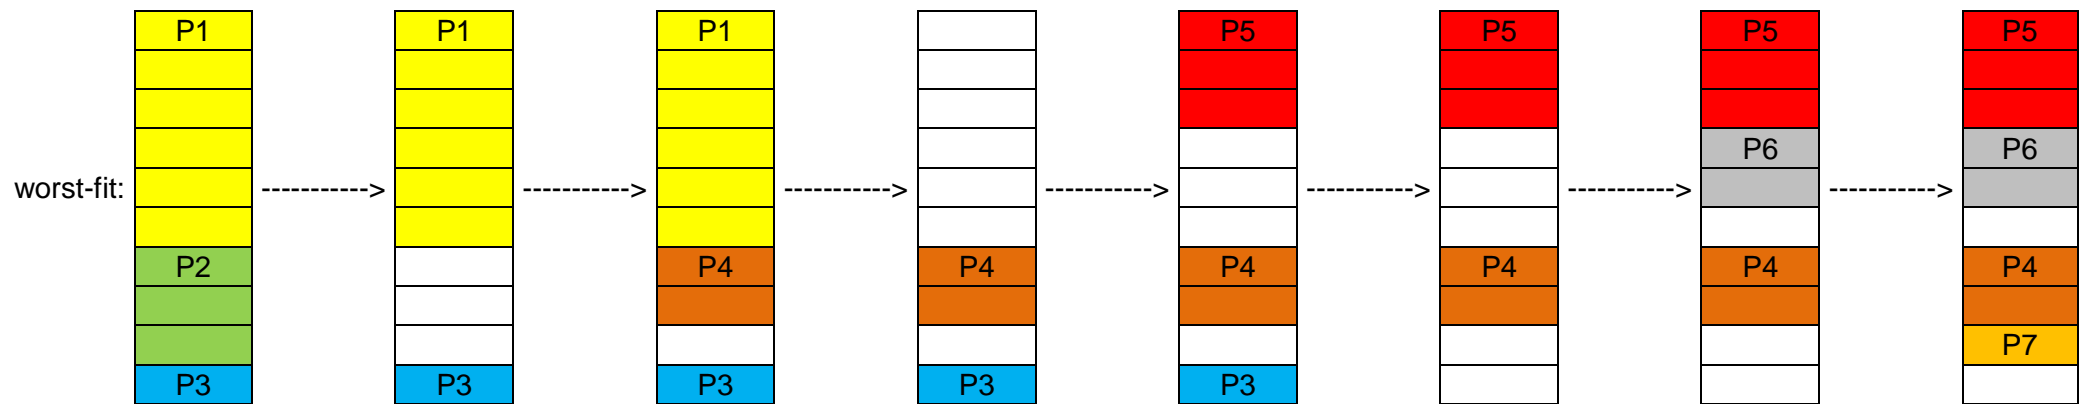 P1 P1 P1 P5 P5 P5 P5
P6 P6
worst-fit: ----------> ----------> ----------> ----------> ----------> ----------> ---------->
P2 P4 P4 P4 P4 P4 P4
P7
P3 P3 P3 P3 P3